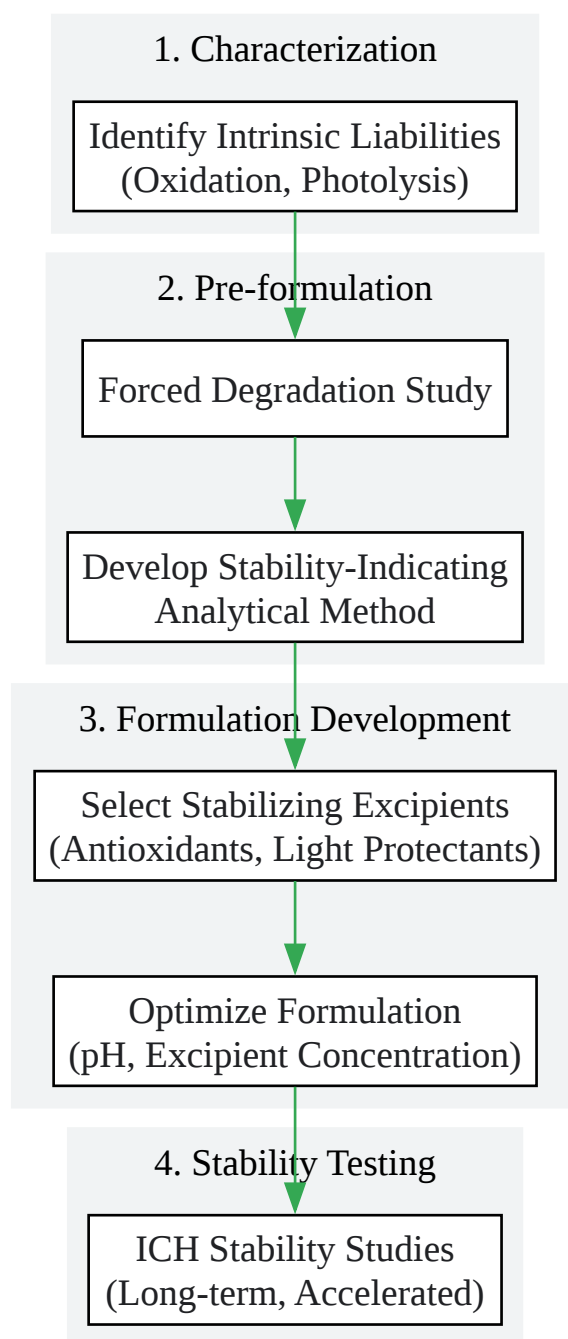 1. Characterization
Identify Intrinsic Liabilities
(Oxidation, Photolysis)
2. Pre-formulation
Forced Degradation Study
Develop Stability-Indicating
Analytical Method
3. Formulation Development
Select Stabilizing Excipients
(Antioxidants, Light Protectants)
Optimize Formulation
(pH, Excipient Concentration)
4. Stability Testing
ICH Stability Studies
(Long-term, Accelerated)